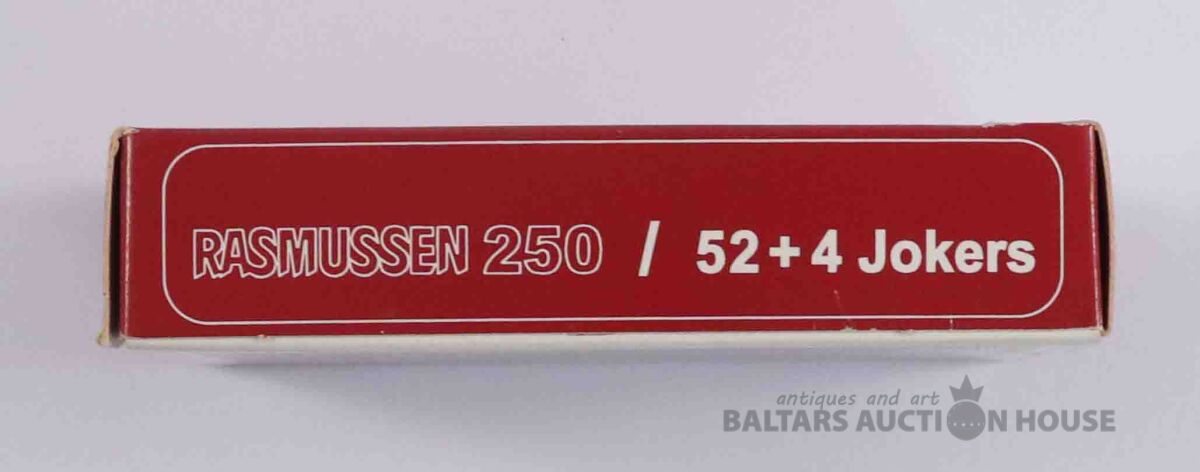 RASMUSSEN 250 / 52+4 Jokers
antiques and art
BALTARS AUCTION HOUSE